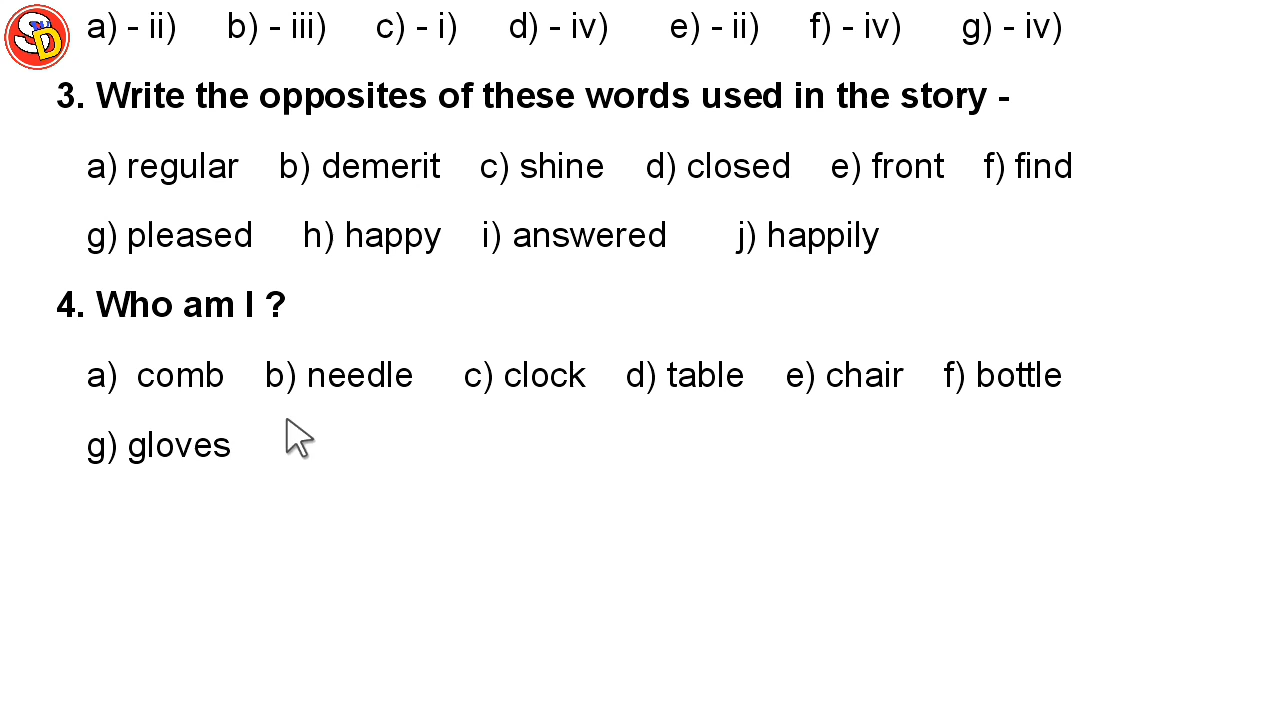 a) - ii) b) - iii) c) - i) d) - iv) e) - ii) f) - iv) g) - iv)
3. Write the opposites of these words used in the story -
a) regular b) demerit c) shine d) closed e) front f) find
g) pleased h) happy i) answered j) happily
4. Who am I ?
a) comb b) needle c) clock d) table e) chair f) bottle
g) gloves